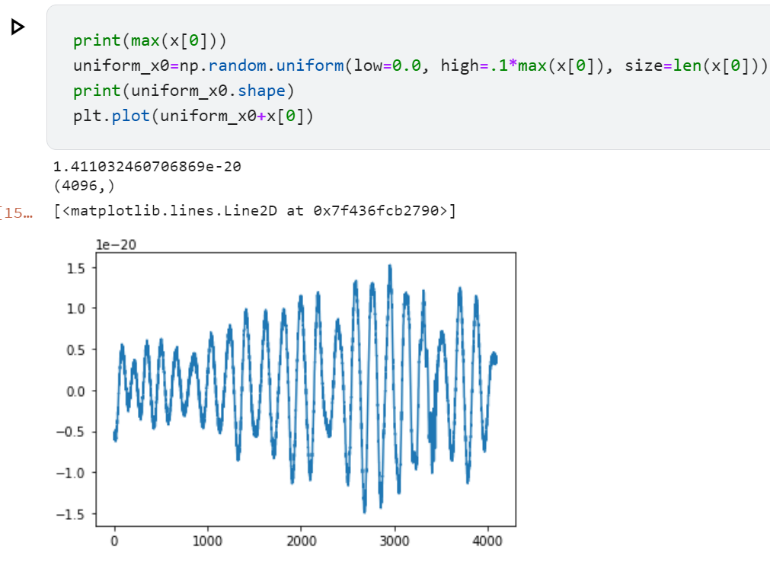 print(max(x[0]))
uniform_x0=np.random.uniform(low=0.0, high=.1*max(x[0]), size=len(x[0]))
print(uniform_x0.shape)
plt.plot(uniform_x0+x[0])
1.411032460706869e-20
(4096,)
[15… [<matplotlib.lines.Line2D at 0x7f436fcb2790>]
1e−20
1.5
1.0
0.5
0.0
−0.5
−1.0
−1.5
0 1000 2000 3000 4000